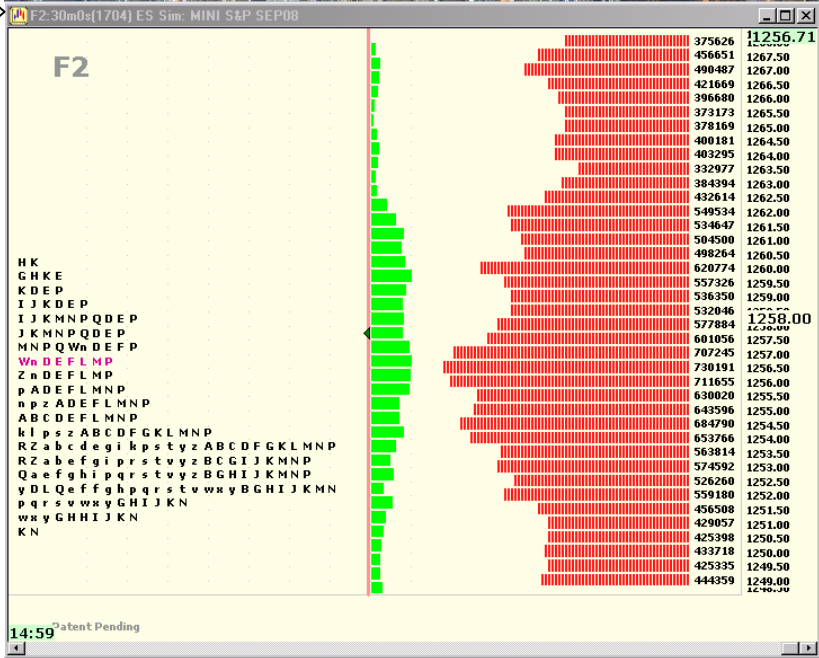 F2:30m0s[1704] ES Sim: MINI S&P SEP08
F2
1256.71
375626
456651 1267.50
490487 1267.00
421669 1266.50
396680 1266.00
373173 1265.50
378169 1265.00
400181 1264.50
403295 1264.00
332977 1263.50
384394 1263.00
432614 1262.50
549534 1262.00
534647 1261.50
504500 1261.00
H K 498264 1260.50
G H K E 620774 1260.00
K D E P 557326 1259.50
I J K D E P 536350 1259.00
I J K M N P Q D E P 532046 1258.00
J K M N P Q D E P 577884
M N P Q W n D E F P 601056 1257.50
W n D E F L M P 707245 1257.00
Z n D E F L M P 730191 1256.50
p A D E F L M N P 711655 1256.00
n p z A D E F L M N P 630020 1255.50
A B C D E F L M N P 643596 1255.00
k l p s z A B C D F G K L M N P 684790 1254.50
R Z a b c d e g i k p s t y z A B C D F G K L M N P 653766 1254.00
R Z a b e f g i p r s t v y z B C G I J K M N P 563814 1253.50
Q a e f g h i p q r s t v y z B G H I J K M N P 574592 1253.00
y D L Q e f f g h p q r s t v w x y B G H I J K M N 526260 1252.50
p q r s v w x y G H I J K N 559180 1252.00
w x y G H H I J K N 456508 1251.50
K N 429057 1251.00
425398 1250.50
433718 1250.00
425335 1249.50
444359 1249.00
Patent Pending
14:59